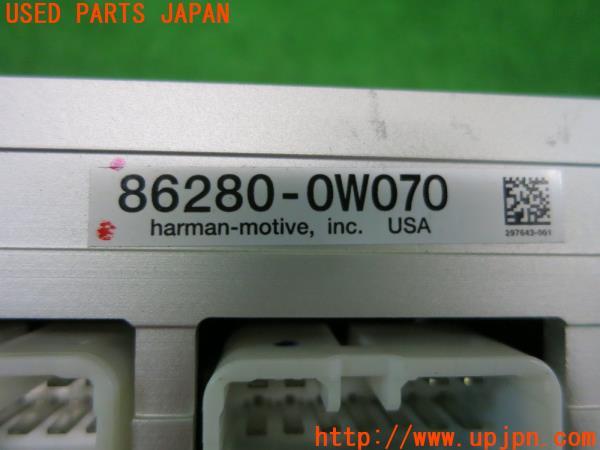 USED PARTS JAPAN
86280-0W070
harman-motive, inc. USA
297643-001
http://www.upjpn.com